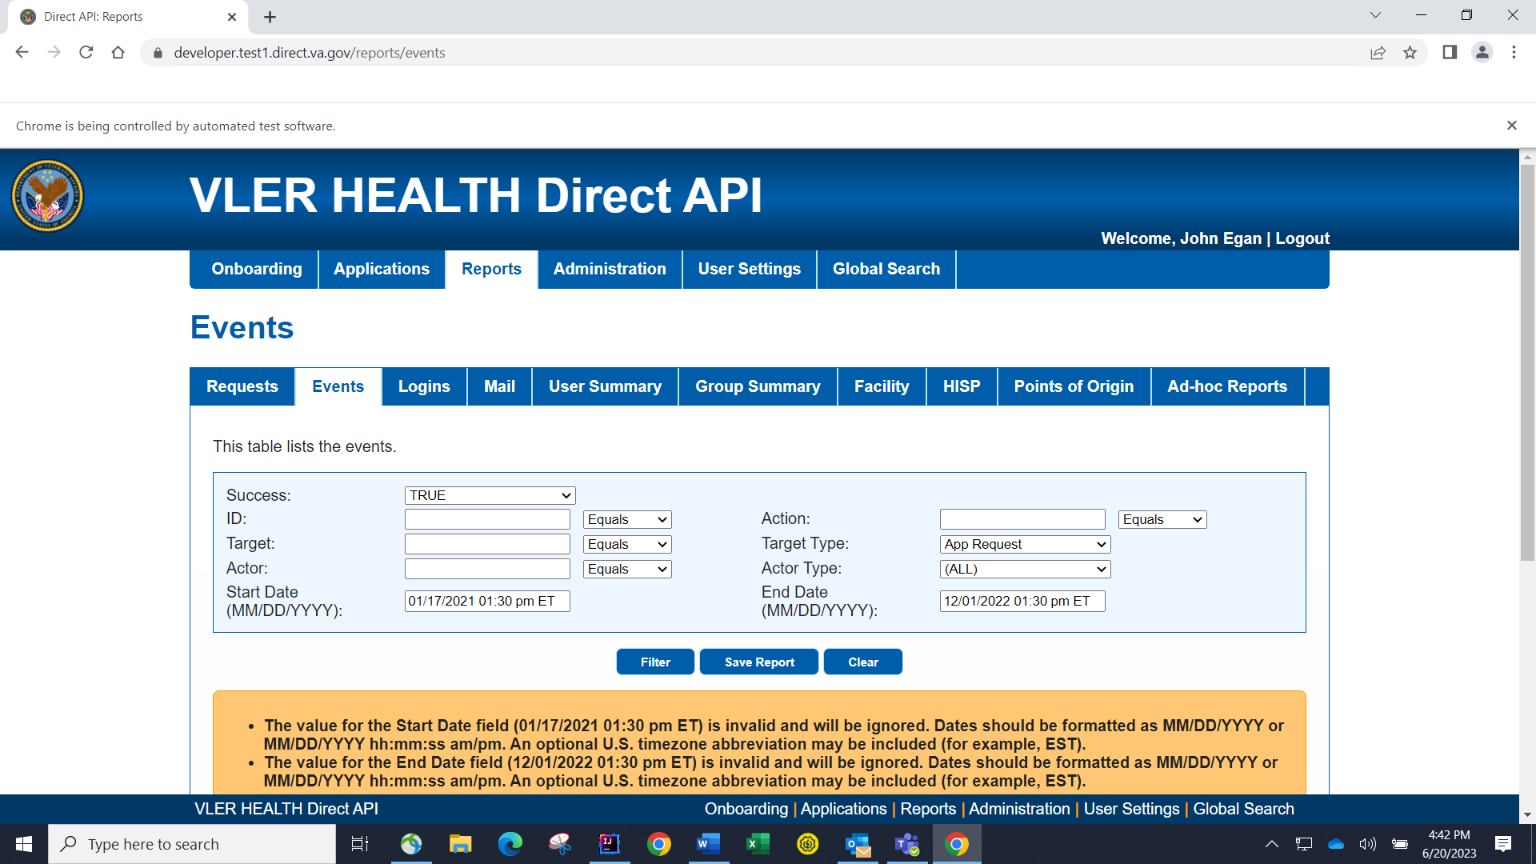 Direct API: Reports
developer.test1.direct.va.gov/reports/events
Chrome is being controlled by automated test software.
VLER HEALTH Direct API
Welcome, John Egan | Logout
Onboarding Applications Reports Administration User Settings Global Search
Events
Requests Events Logins Mail User Summary Group Summary Facility HISP Points of Origin Ad-hoc Reports
This table lists the events.
Success: TRUE
ID: Equals Action: Equals
Target: Equals Target Type: App Request
Actor: Equals Actor Type: (ALL)
Start Date End Date
(MM/DD/YYYY): 01/17/2021 01:30 pm ET (MM/DD/YYYY): 12/01/2022 01:30 pm ET
Filter Save Report Clear
• The value for the Start Date field (01/17/2021 01:30 pm ET) is invalid and will be ignored. Dates should be formatted as MM/DD/YYYY or
MM/DD/YYYY hh:mm:ss am/pm. An optional U.S. timezone abbreviation may be included (for example, EST).
• The value for the End Date field (12/01/2022 01:30 pm ET) is invalid and will be ignored. Dates should be formatted as MM/DD/YYYY or
MM/DD/YYYY hh:mm:ss am/pm. An optional U.S. timezone abbreviation may be included (for example, EST).
VLER HEALTH Direct API Onboarding | Applications | Reports | Administration | User Settings | Global Search
Type here to search
4:42 PM
6/20/2023